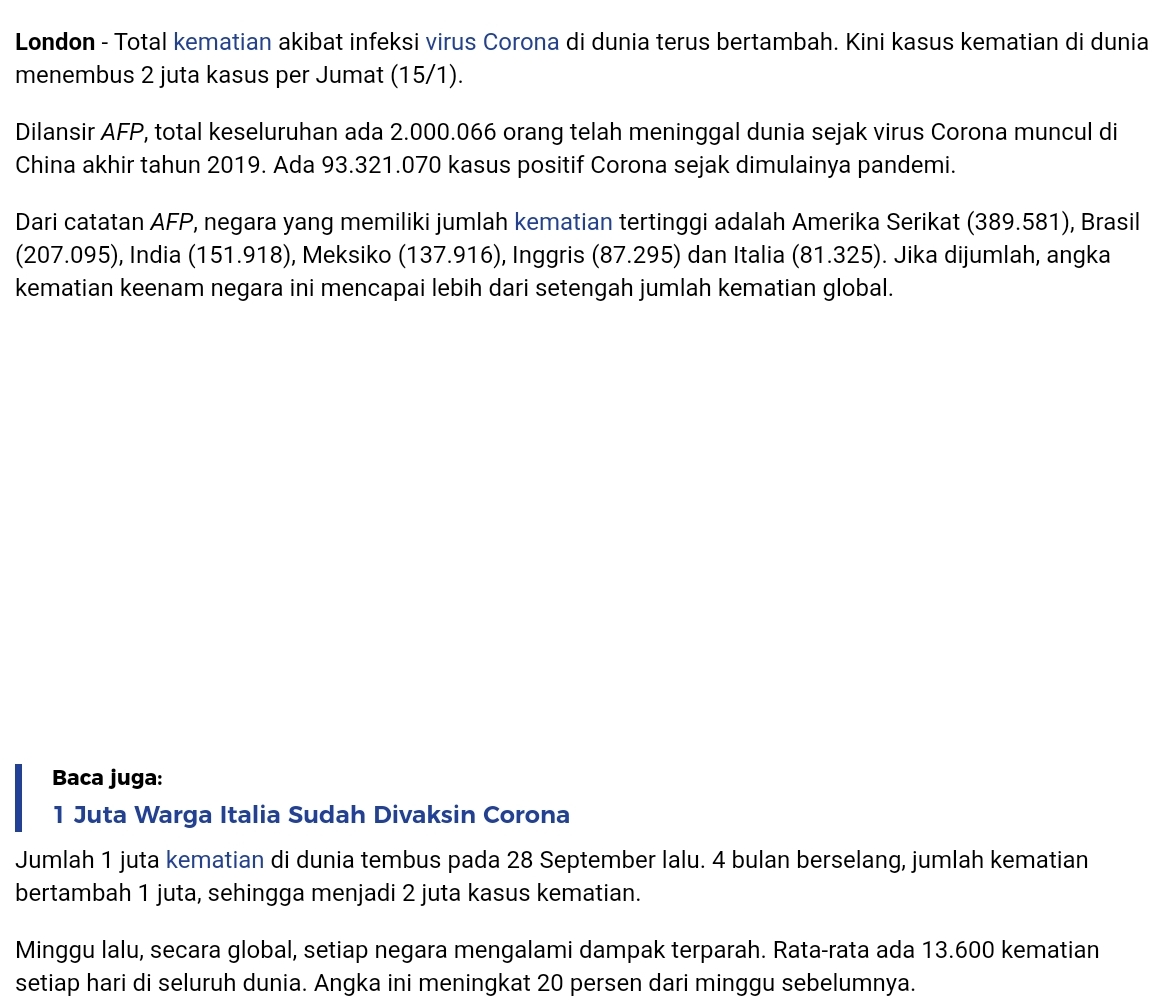 London - Total kematian akibat infeksi virus Corona di dunia terus bertambah. Kini kasus kematian di dunia
menembus 2 juta kasus per Jumat (15/1).
Dilansir AFP, total keseluruhan ada 2.000.066 orang telah meninggal dunia sejak virus Corona muncul di
China akhir tahun 2019. Ada 93.321.070 kasus positif Corona sejak dimulainya pandemi.
Dari catatan AFP, negara yang memiliki jumlah kematian tertinggi adalah Amerika Serikat (389.581), Brasil
(207.095), India (151.918), Meksiko (137.916), Inggris (87.295) dan Italia (81.325). Jika dijumlah, angka
kematian keenam negara ini mencapai lebih dari setengah jumlah kematian global.
Baca juga:
1 Juta Warga Italia Sudah Divaksin Corona
Jumlah 1 juta kematian di dunia tembus pada 28 September lalu. 4 bulan berselang, jumlah kematian
bertambah 1 juta, sehingga menjadi 2 juta kasus kematian.
Minggu lalu, secara global, setiap negara mengalami dampak terparah. Rata-rata ada 13.600 kematian
setiap hari di seluruh dunia. Angka ini meningkat 20 persen dari minggu sebelumnya.